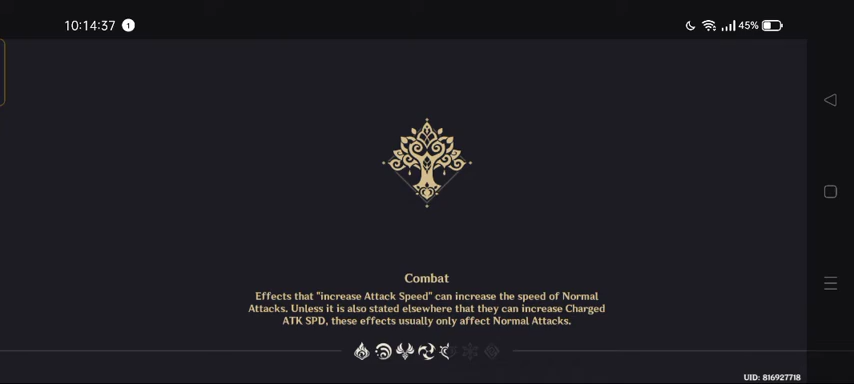 10:14:37 1 45%
Combat
Effects that "increase Attack Speed" can increase the speed of Normal
Attacks. Unless it is also stated elsewhere that they can increase Charged
ATK SPD, these effects usually only affect Normal Attacks.
UID: 816927718